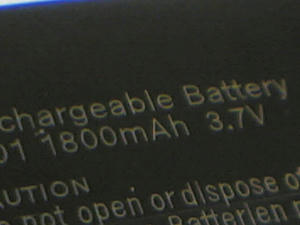 chargeable Battery
01 1800mAh 3.7V
AUTION
not open or dispose of
Batterien